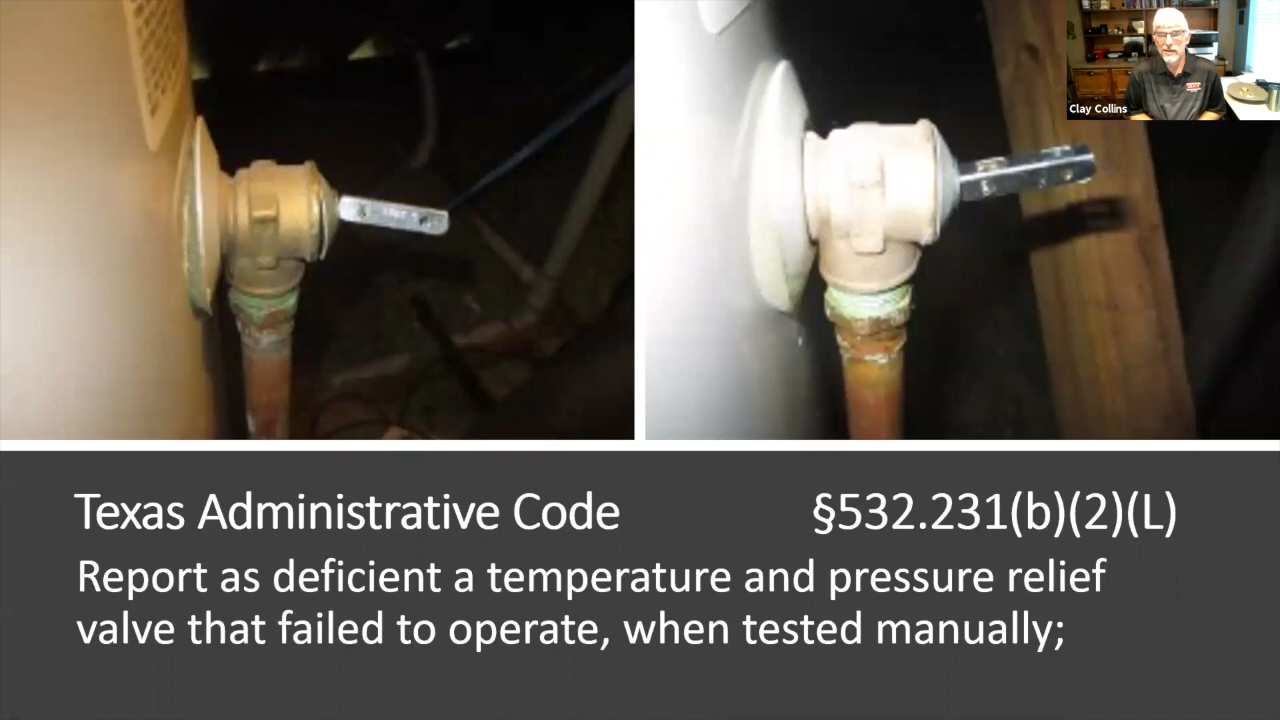 Clay Collins
Texas Administrative Code §532.231(b)(2)(L)
Report as deficient a temperature and pressure relief
valve that failed to operate, when tested manually;